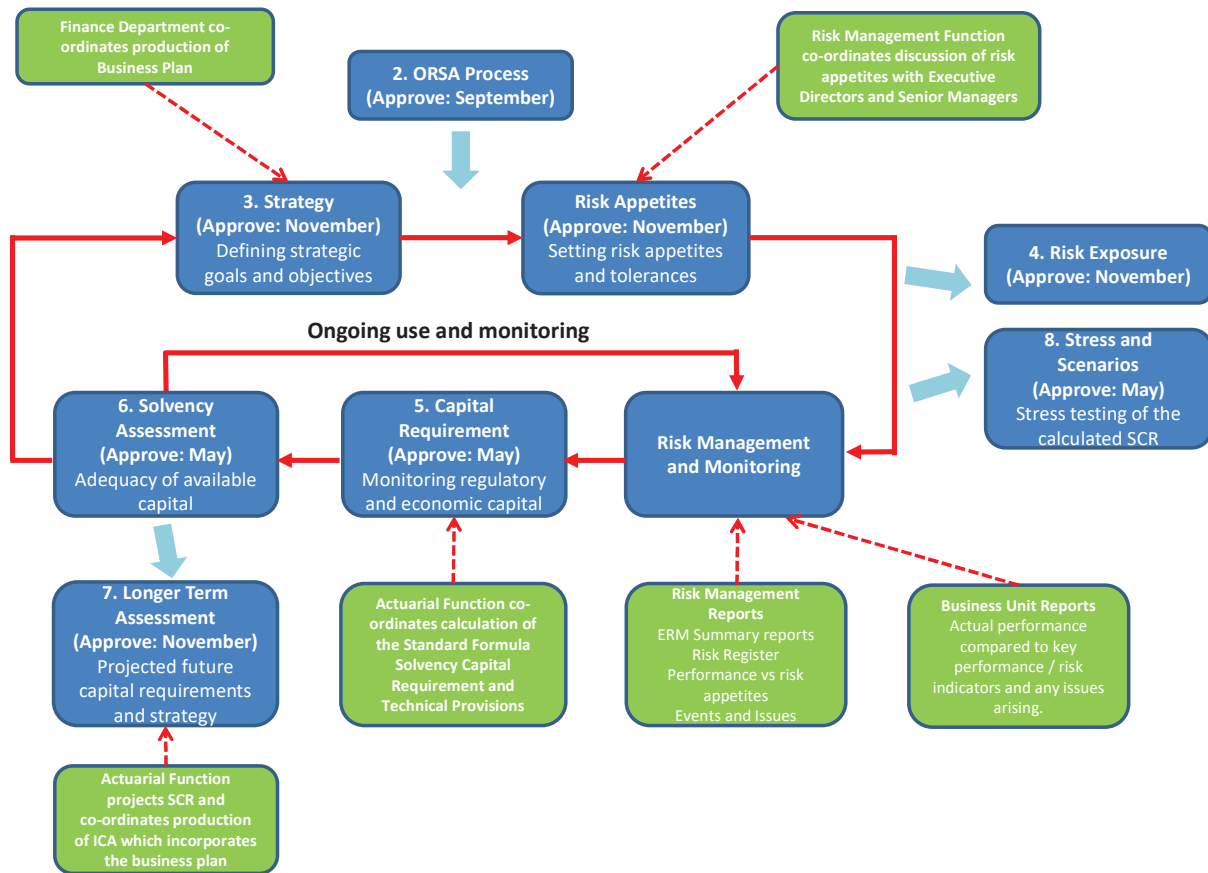 Finance Department co-
ordinates production of
Business Plan
2. ORSA Process
(Approve: September)
Risk Management Function
co-ordinates discussion of risk
appetites with Executive
Directors and Senior Managers
3. Strategy
(Approve: November)
Defining strategic
goals and objectives
Risk Appetites
(Approve: November)
Setting risk appetites
and tolerances
4. Risk Exposure
(Approve: November)
Ongoing use and monitoring
8. Stress and
Scenarios
(Approve: May)
Stress testing of the
calculated SCR
6. Solvency
Assessment
(Approve: May)
Adequacy of available
capital
5. Capital
Requirement
(Approve: May)
Monitoring regulatory
and economic capital
Risk Management
and Monitoring
7. Longer Term
Assessment
(Approve: November)
Projected future
capital requirements
and strategy
Actuarial Function co-
ordinates calculation of
the Standard Formula
Solvency Capital
Requirement and
Technical Provisions
Risk Management
Reports
ERM Summary reports
Risk Register
Performance vs risk
appetites
Events and Issues
Business Unit Reports
Actual performance
compared to key
performance / risk
indicators and any issues
arising.
Actuarial Function
projects SCR and
co-ordinates production
of ICA which incorporates
the business plan